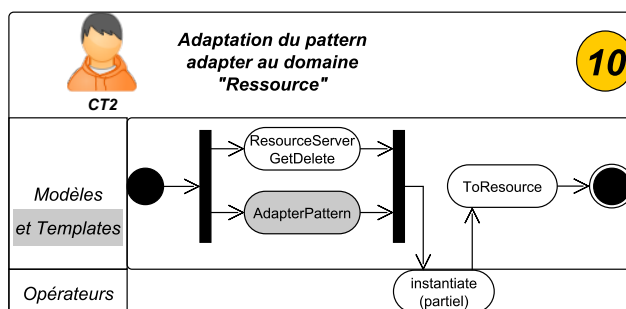 Adaptation du pattern
adapter au domaine
"Ressource"
10
CT2
ResourceServer
GetDelete
ToResource
Modèles
et Templates
AdapterPattern
Opérateurs
instantiate
(partiel)